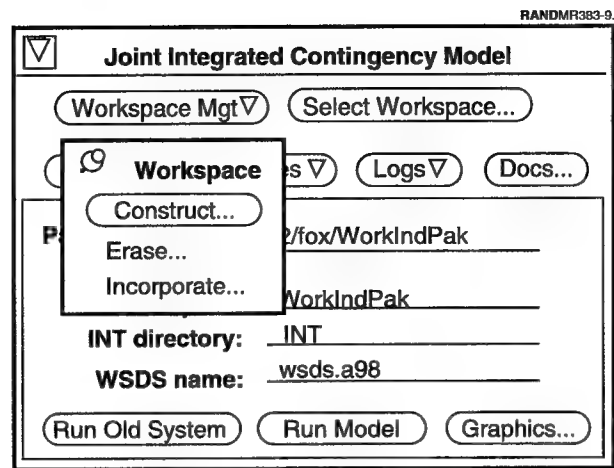 RANDMR383-9.
Joint Integrated Contingency Model
Workspace Mgt Select Workspace...
Workspace
Logs Docs...
Construct...
2/fox/WorkIndPak
Erase...
Incorporate...
WorkIndPak
INT directory: INT
WSDS name: wsds.a98
Run Old System Run Model Graphics...